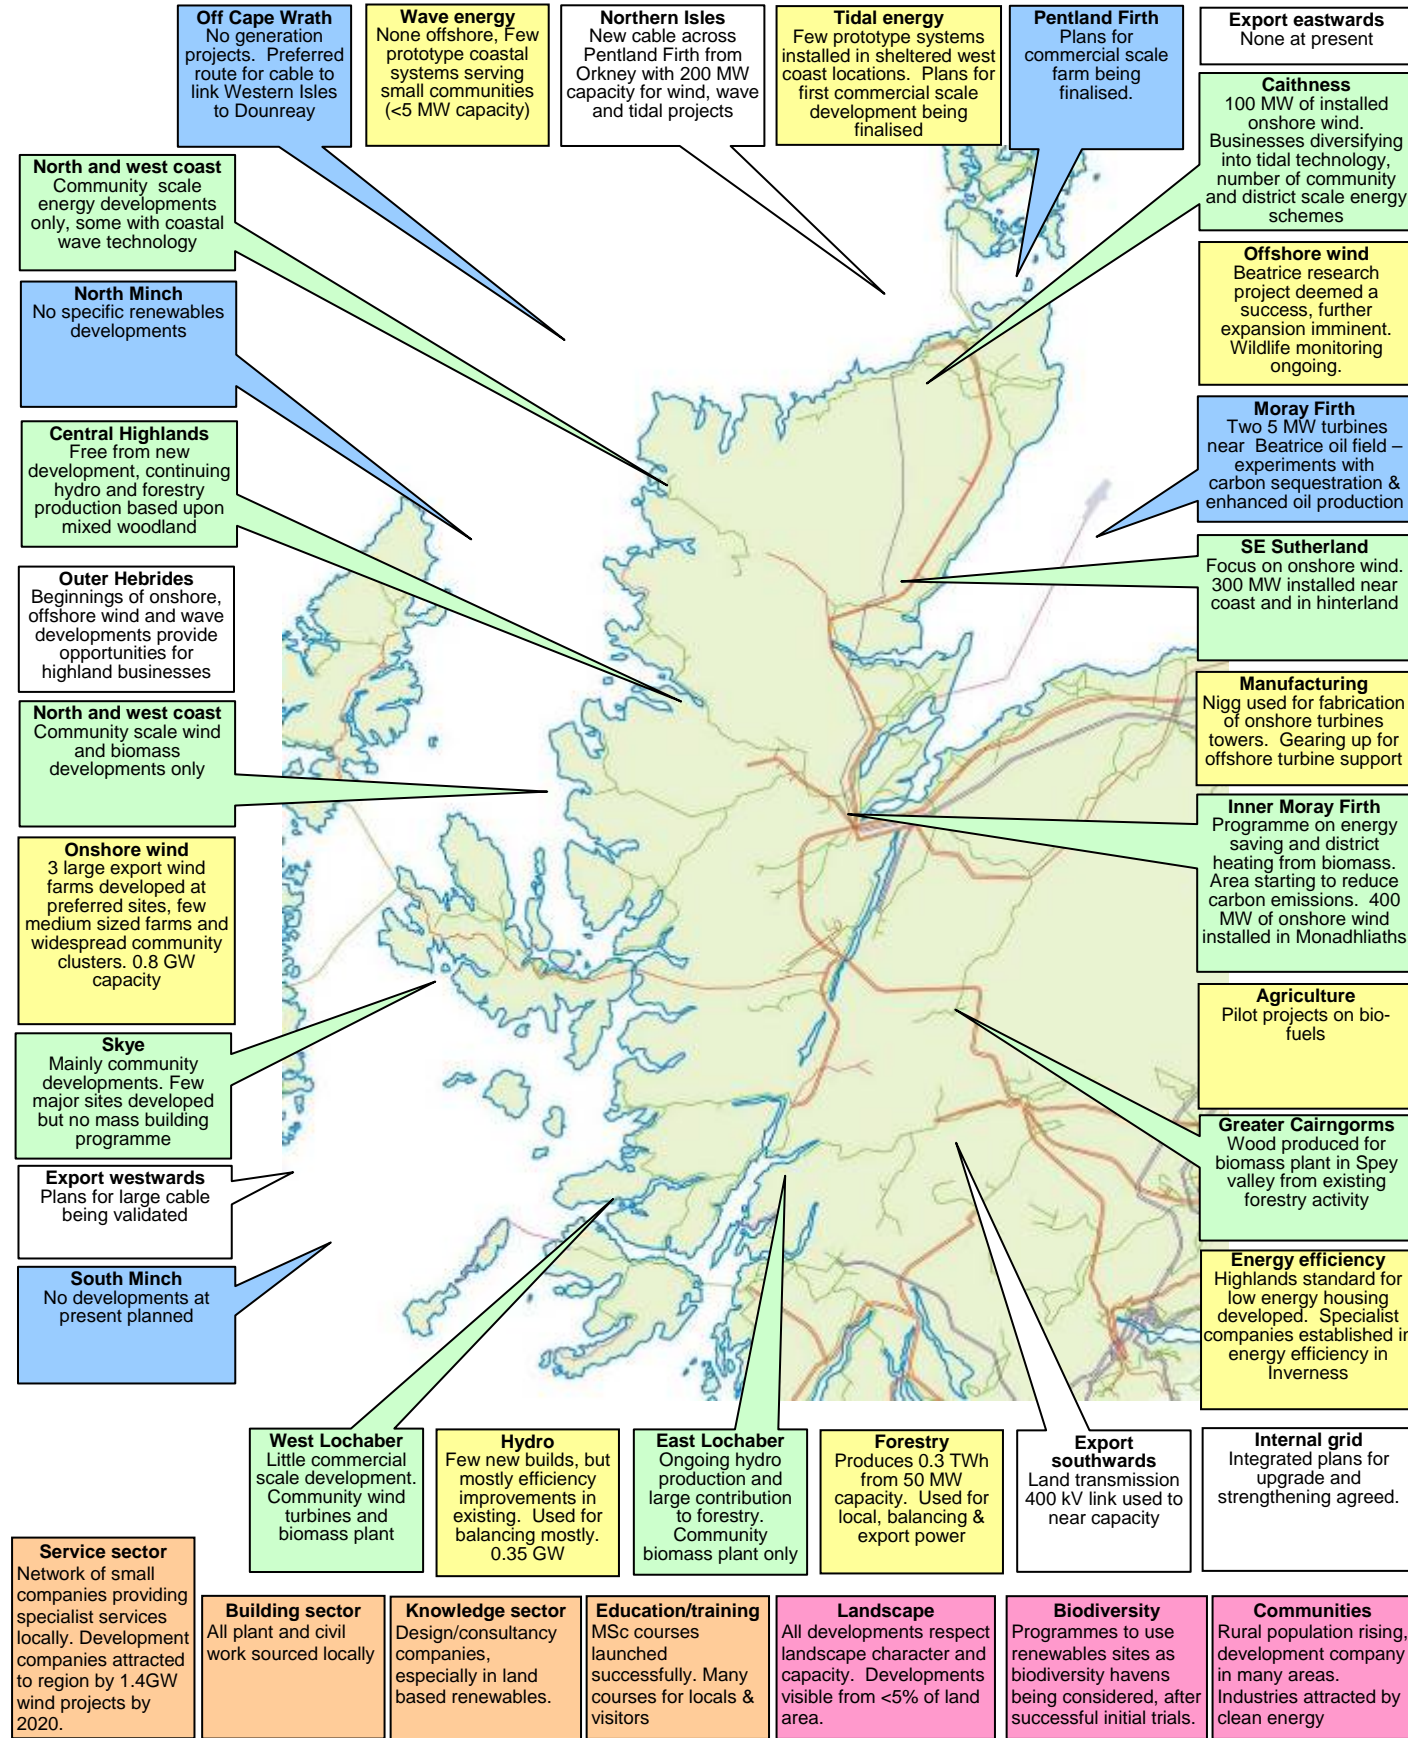 Off Cape Wrath
No generation
projects. Preferred
route for cable to
link Western Isles
to Dounreay
Wave energy
None offshore, Few
prototype coastal
systems serving
small communities
(<5 MW capacity)
Northern Isles
New cable across
Pentland Firth from
Orkney with 200 MW
capacity for wind, wave
and tidal projects
Tidal energy
Few prototype systems
installed in sheltered west
coast locations. Plans for
first commercial scale
development being
finalised
Pentland Firth
Plans for
commercial scale
farm being
finalised.
Export eastwards
None at present
Caithness
100 MW of installed
onshore wind.
Businesses diversifying
into tidal technology,
number of community
and district scale energy
schemes
North and west coast
Community scale
energy developments
only, some with coastal
wave technology
Offshore wind
Beatrice research
project deemed a
success, further
expansion imminent.
Wildlife monitoring
ongoing.
North Minch
No specific renewables
developments
Moray Firth
Two 5 MW turbines
near Beatrice oil field –
experiments with
carbon sequestration &
enhanced oil production
Central Highlands
Free from new
development, continuing
hydro and forestry
production based upon
mixed woodland
SE Sutherland
Focus on onshore wind.
300 MW installed near
coast and in hinterland
Outer Hebrides
Beginnings of onshore,
offshore wind and wave
developments provide
opportunities for
highland businesses
Manufacturing
Nigg used for fabrication
of onshore turbines
towers. Gearing up for
offshore turbine support
North and west coast
Community scale wind
and biomass
developments only
Inner Moray Firth
Programme on energy
saving and district
heating from biomass.
Area starting to reduce
carbon emissions. 400
MW of onshore wind
installed in Monadhliaths
Onshore wind
3 large export wind
farms developed at
preferred sites, few
medium sized farms and
widespread community
clusters. 0.8 GW
capacity
Agriculture
Pilot projects on bio-
fuels
Skye
Mainly community
developments. Few
major sites developed
but no mass building
programme
Greater Cairngorms
Wood produced for
biomass plant in Spey
valley from existing
forestry activity
Export westwards
Plans for large cable
being validated
Energy efficiency
Highlands standard for
low energy housing
developed. Specialist
companies established in
energy efficiency in
Inverness
South Minch
No developments at
present planned
West Lochaber
Little commercial
scale development.
Community wind
turbines and
biomass plant
Hydro
Few new builds, but
mostly efficiency
improvements in
existing. Used for
balancing mostly.
0.35 GW
East Lochaber
Ongoing hydro
production and
large contribution
to forestry.
Community
biomass plant only
Forestry
Produces 0.3 TWh
from 50 MW
capacity. Used for
local, balancing &
export power
Export
southwards
Land transmission
400 kV link used to
near capacity
Internal grid
Integrated plans for
upgrade and
strengthening agreed.
Service sector
Network of small
companies providing
specialist services
locally. Development
companies attracted
to region by 1.4GW
wind projects by
2020.
Building sector
All plant and civil
work sourced locally
Knowledge sector
Design/consultancy
companies,
especially in land
based renewables.
Education/training
MSc courses
launched
successfully. Many
courses for locals &
visitors
Landscape
All developments respect
landscape character and
capacity. Developments
visible from <5% of land
area.
Biodiversity
Programmes to use
renewables sites as
biodiversity havens
being considered, after
successful initial trials.
Communities
Rural population rising,
development company
in many areas.
Industries attracted by
clean energy